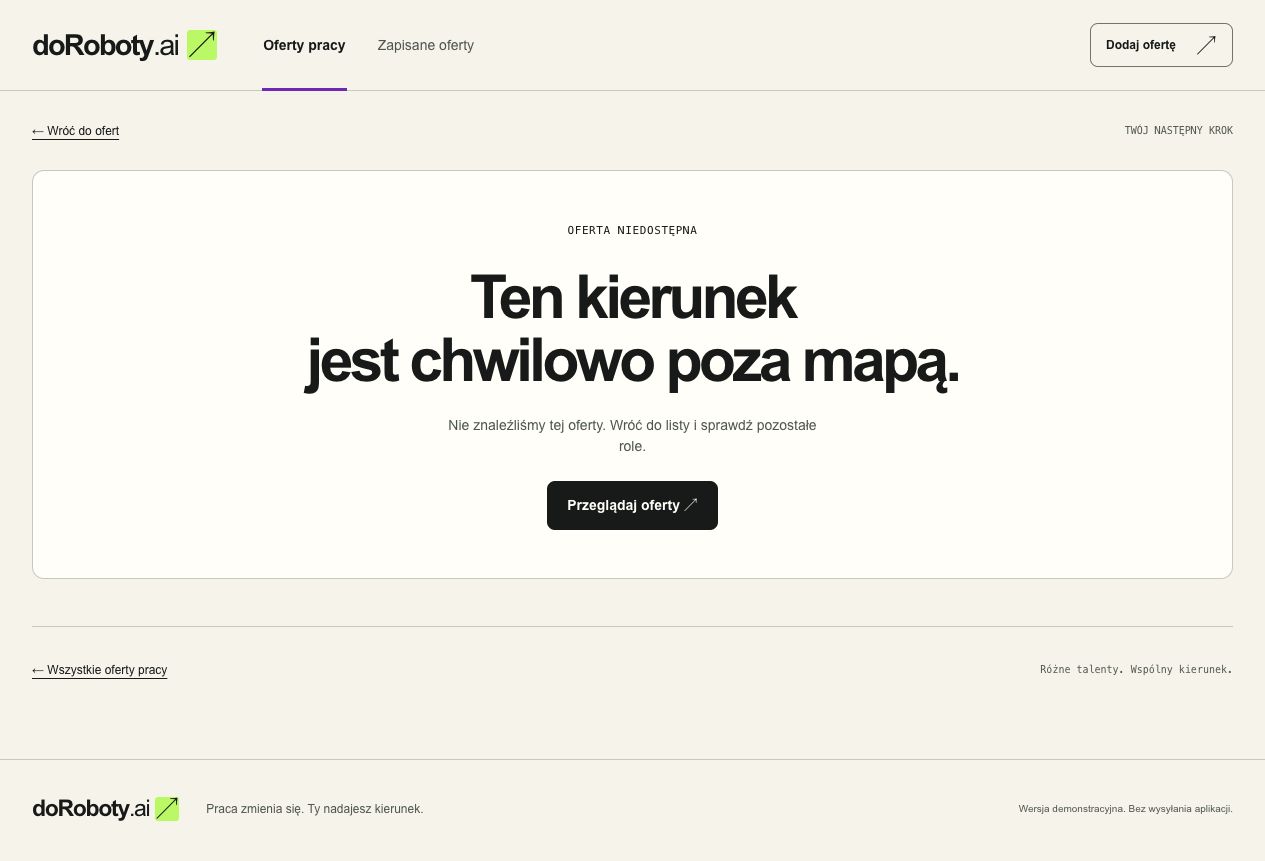 doRoboty.ai
Oferty pracy
Zapisane oferty
Dodaj ofertę
← Wróć do ofert
TWÓJ NASTĘPNY KROK
OFERTA NIEDOSTĘPNA
Ten kierunek
jest chwilowo poza mapą.
Nie znaleźliśmy tej oferty. Wróć do listy i sprawdź pozostałe
role.
Przeglądaj oferty ↗
← Wszystkie oferty pracy
Różne talenty. Wspólny kierunek.
doRoboty.ai
Praca zmienia się. Ty nadajesz kierunek.
Wersja demonstracyjna. Bez wysyłania aplikacji.